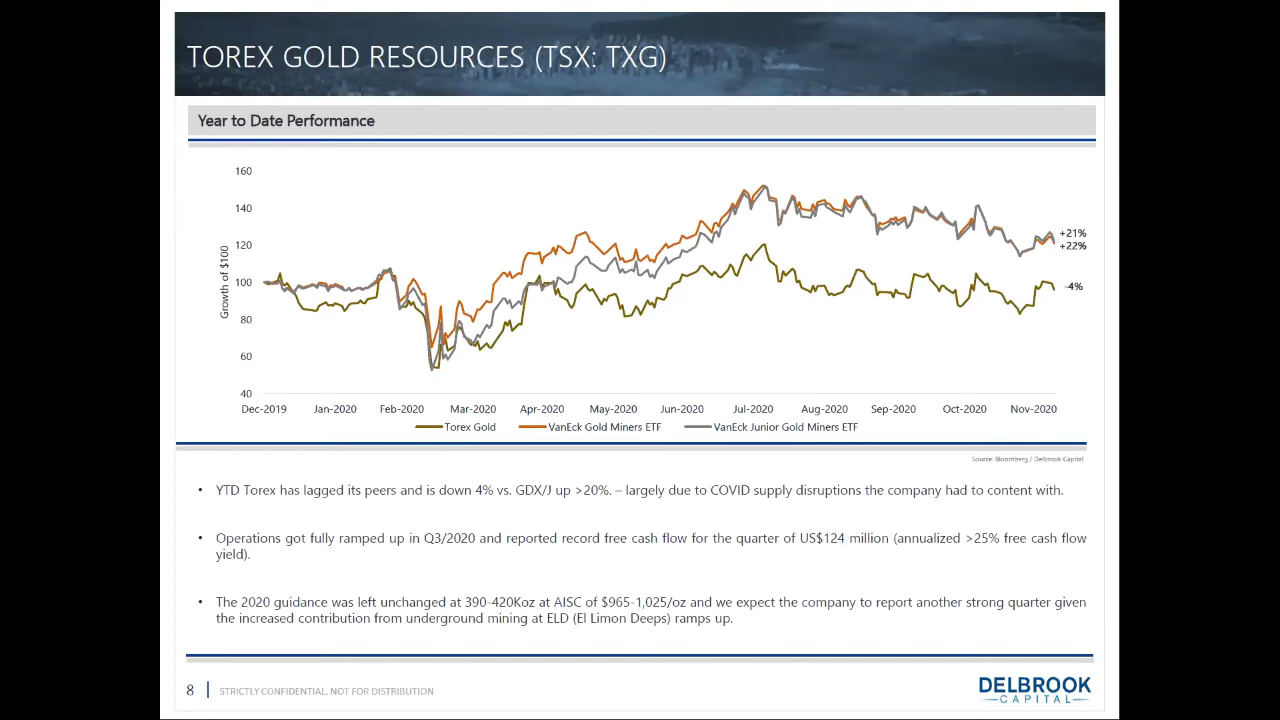 TOREX GOLD RESOURCES (TSX: TXG)
Year to Date Performance
Growth of $100
160
140
120
100
80
60
40
+21%
+22%
-4%
Dec-2019 Jan-2020 Feb-2020 Mar-2020 Apr-2020 May-2020 Jun-2020 Jul-2020 Aug-2020 Sep-2020 Oct-2020 Nov-2020
Torex Gold VanEck Gold Miners ETF VanEck Junior Gold Miners ETF
Source: Bloomberg / Delbrook Capital
• YTD Torex has lagged its peers and is down 4% vs. GDX/J up >20%. – largely due to COVID supply disruptions the company had to content with.
• Operations got fully ramped up in Q3/2020 and reported record free cash flow for the quarter of US$124 million (annualized >25% free cash flow
yield).
• The 2020 guidance was left unchanged at 390-420Koz at AISC of $965-1,025/oz and we expect the company to report another strong quarter given
the increased contribution from underground mining at ELD (El Limon Deeps) ramps up.
8 STRICTLY CONFIDENTIAL. NOT FOR DISTRIBUTION
DELBROOK
CAPITAL